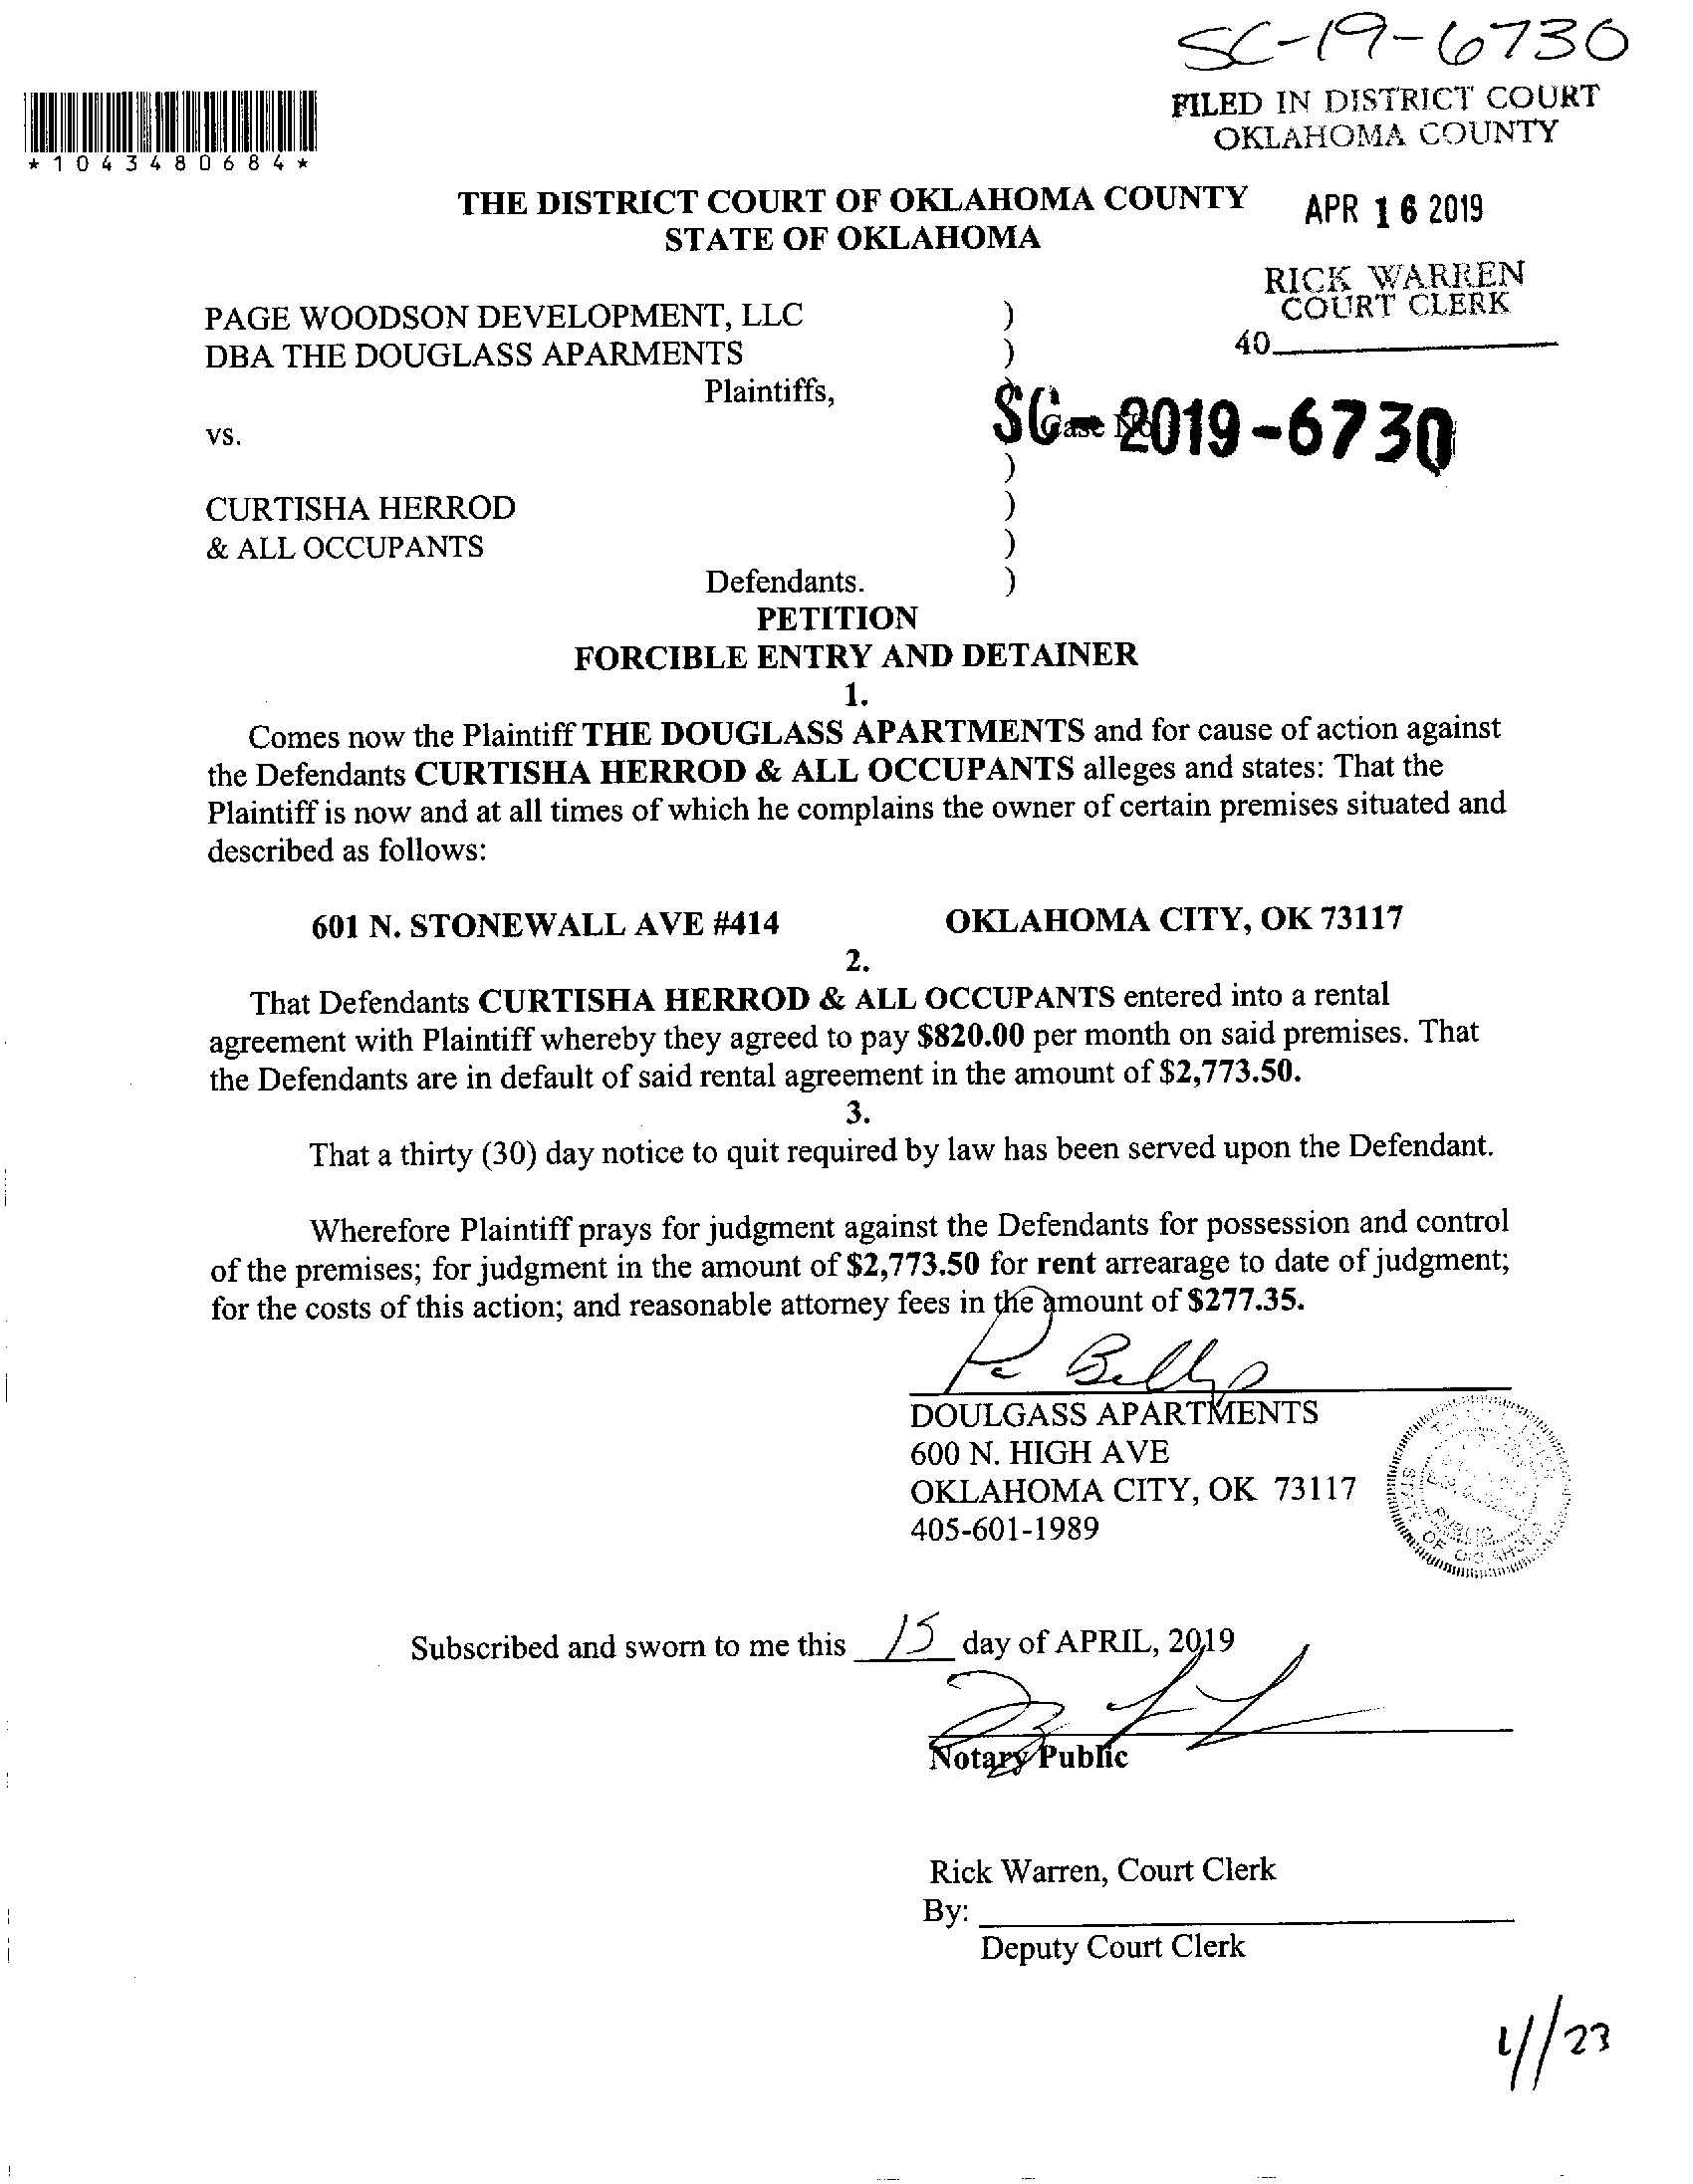 SC-19-6730
FILED IN DISTRICT COURT
OKLAHOMA COUNTY
*1043480684*
THE DISTRICT COURT OF OKLAHOMA COUNTY
STATE OF OKLAHOMA
APR 16 2019
RICK WARREN
COURT CLERK
40
PAGE WOODSON DEVELOPMENT, LLC )
DBA THE DOUGLASS APARMENTS )
Plaintiffs, )
vs. Case No.
SC-2019-6730
)
CURTISHA HERROD )
& ALL OCCUPANTS )
Defendants. )
PETITION
FORCIBLE ENTRY AND DETAINER
1.
Comes now the Plaintiff THE DOUGLASS APARTMENTS and for cause of action against
the Defendants CURTISHA HERROD & ALL OCCUPANTS alleges and states: That the
Plaintiff is now and at all times of which he complains the owner of certain premises situated and
described as follows:
601 N. STONEWALL AVE #414 OKLAHOMA CITY, OK 73117
2.
That Defendants CURTISHA HERROD & ALL OCCUPANTS entered into a rental
agreement with Plaintiff whereby they agreed to pay $820.00 per month on said premises. That
the Defendants are in default of said rental agreement in the amount of $2,773.50.
3.
That a thirty (30) day notice to quit required by law has been served upon the Defendant.
Wherefore Plaintiff prays for judgment against the Defendants for possession and control
of the premises; for judgment in the amount of $2,773.50 for rent arrearage to date of judgment;
for the costs of this action; and reasonable attorney fees in the amount of $277.35.
DOULGASS APARTMENTS
600 N. HIGH AVE
OKLAHOMA CITY, OK 73117
405-601-1989
PUBLIC
OF OKLAHOMA
Subscribed and sworn to me this 15 day of APRIL, 2019
Notary Public
Rick Warren, Court Clerk
By:
Deputy Court Clerk